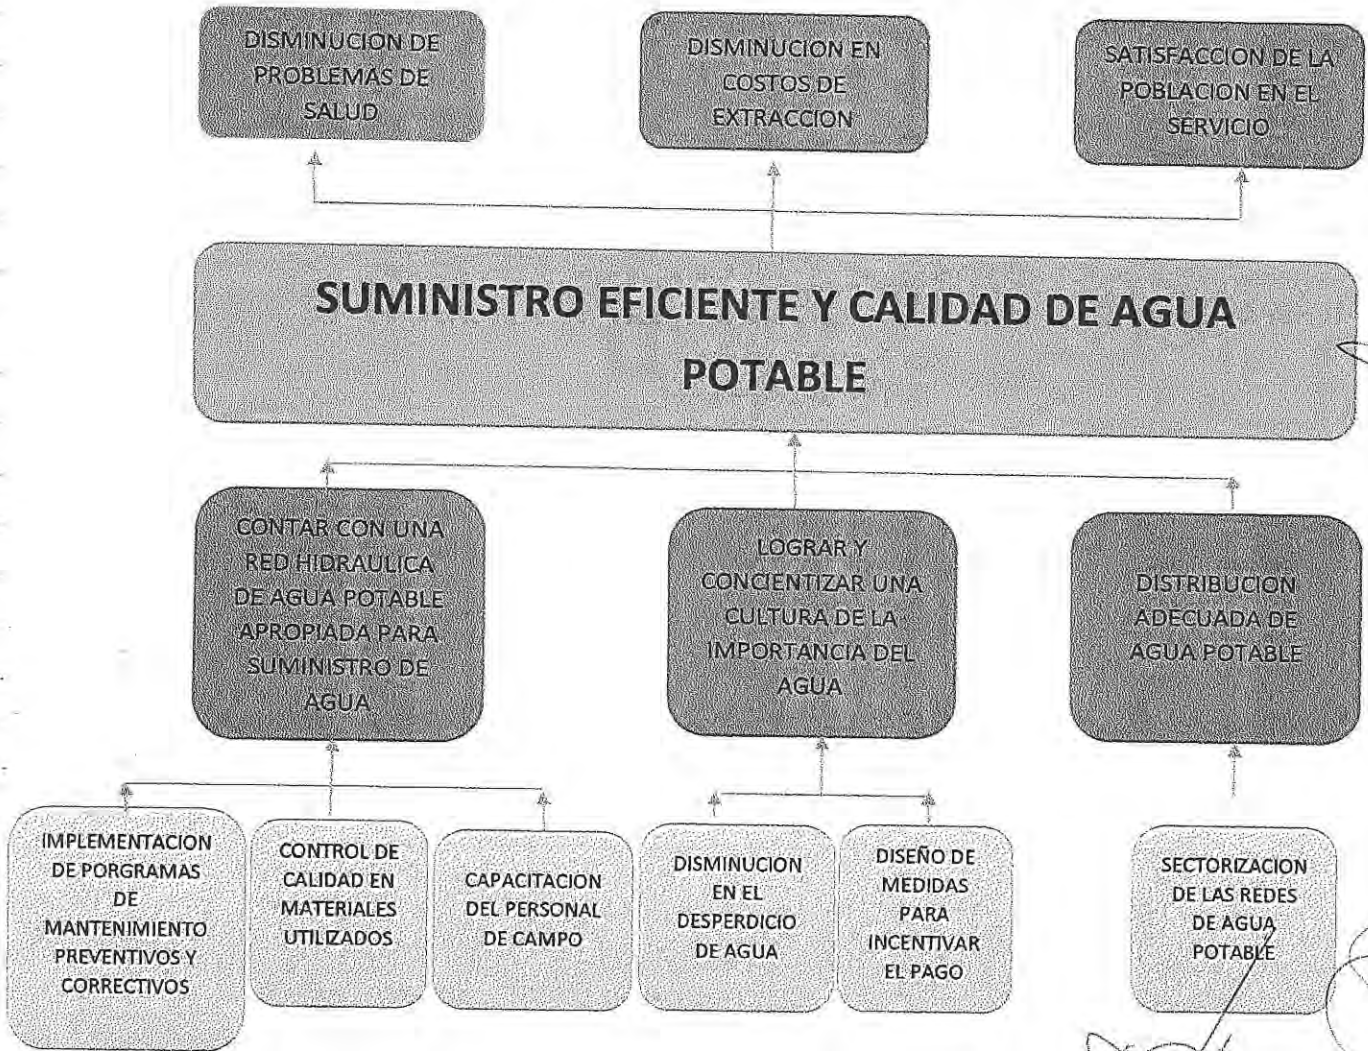 DISMINUCION DE
PROBLEMAS DE
SALUD
DISMINUCION EN
COSTOS DE
EXTRACCION
SATISFACCION DE LA
POBLACION EN EL
SERVICIO
SUMINISTRO EFICIENTE Y CALIDAD DE AGUA
POTABLE
CONTAR CON UNA
RED HIDRAULICA
DE AGUA POTABLE
APROPIADA PARA
SUMINISTRO DE
AGUA
LOGRAR Y
CONCIENTIZAR UNA
CULTURA DE LA
IMPORTANCIA DEL
AGUA
DISTRIBUCION
ADECUADA DE
AGUA POTABLE
IMPLEMENTACION
DE PORGRAMAS
DE
MANTENIMIENTO
PREVENTIVOS Y
CORRECTIVOS
CONTROL DE
CALIDAD EN
MATERIALES
UTILIZADOS
CAPACITACION
DEL PERSONAL
DE CAMPO
DISMINUCION
EN EL
DESPERDICIO
DE AGUA
DISEÑO DE
MEDIDAS
PARA
INCENTIVAR
EL PAGO
SECTORIZACION
DE LAS REDES
DE AGUA
POTABLE